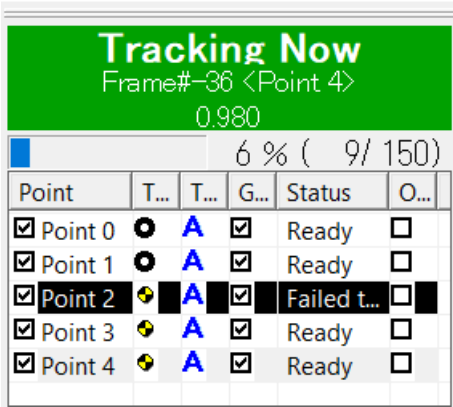 Tracking Now
Frame#-36 <Point 4>
0.980
6 % ( 9/ 150)
Point T... T... G... Status O...
Point 0 A Ready
Point 1 A Ready
Point 2 A Failed t...
Point 3 A Ready
Point 4 A Ready